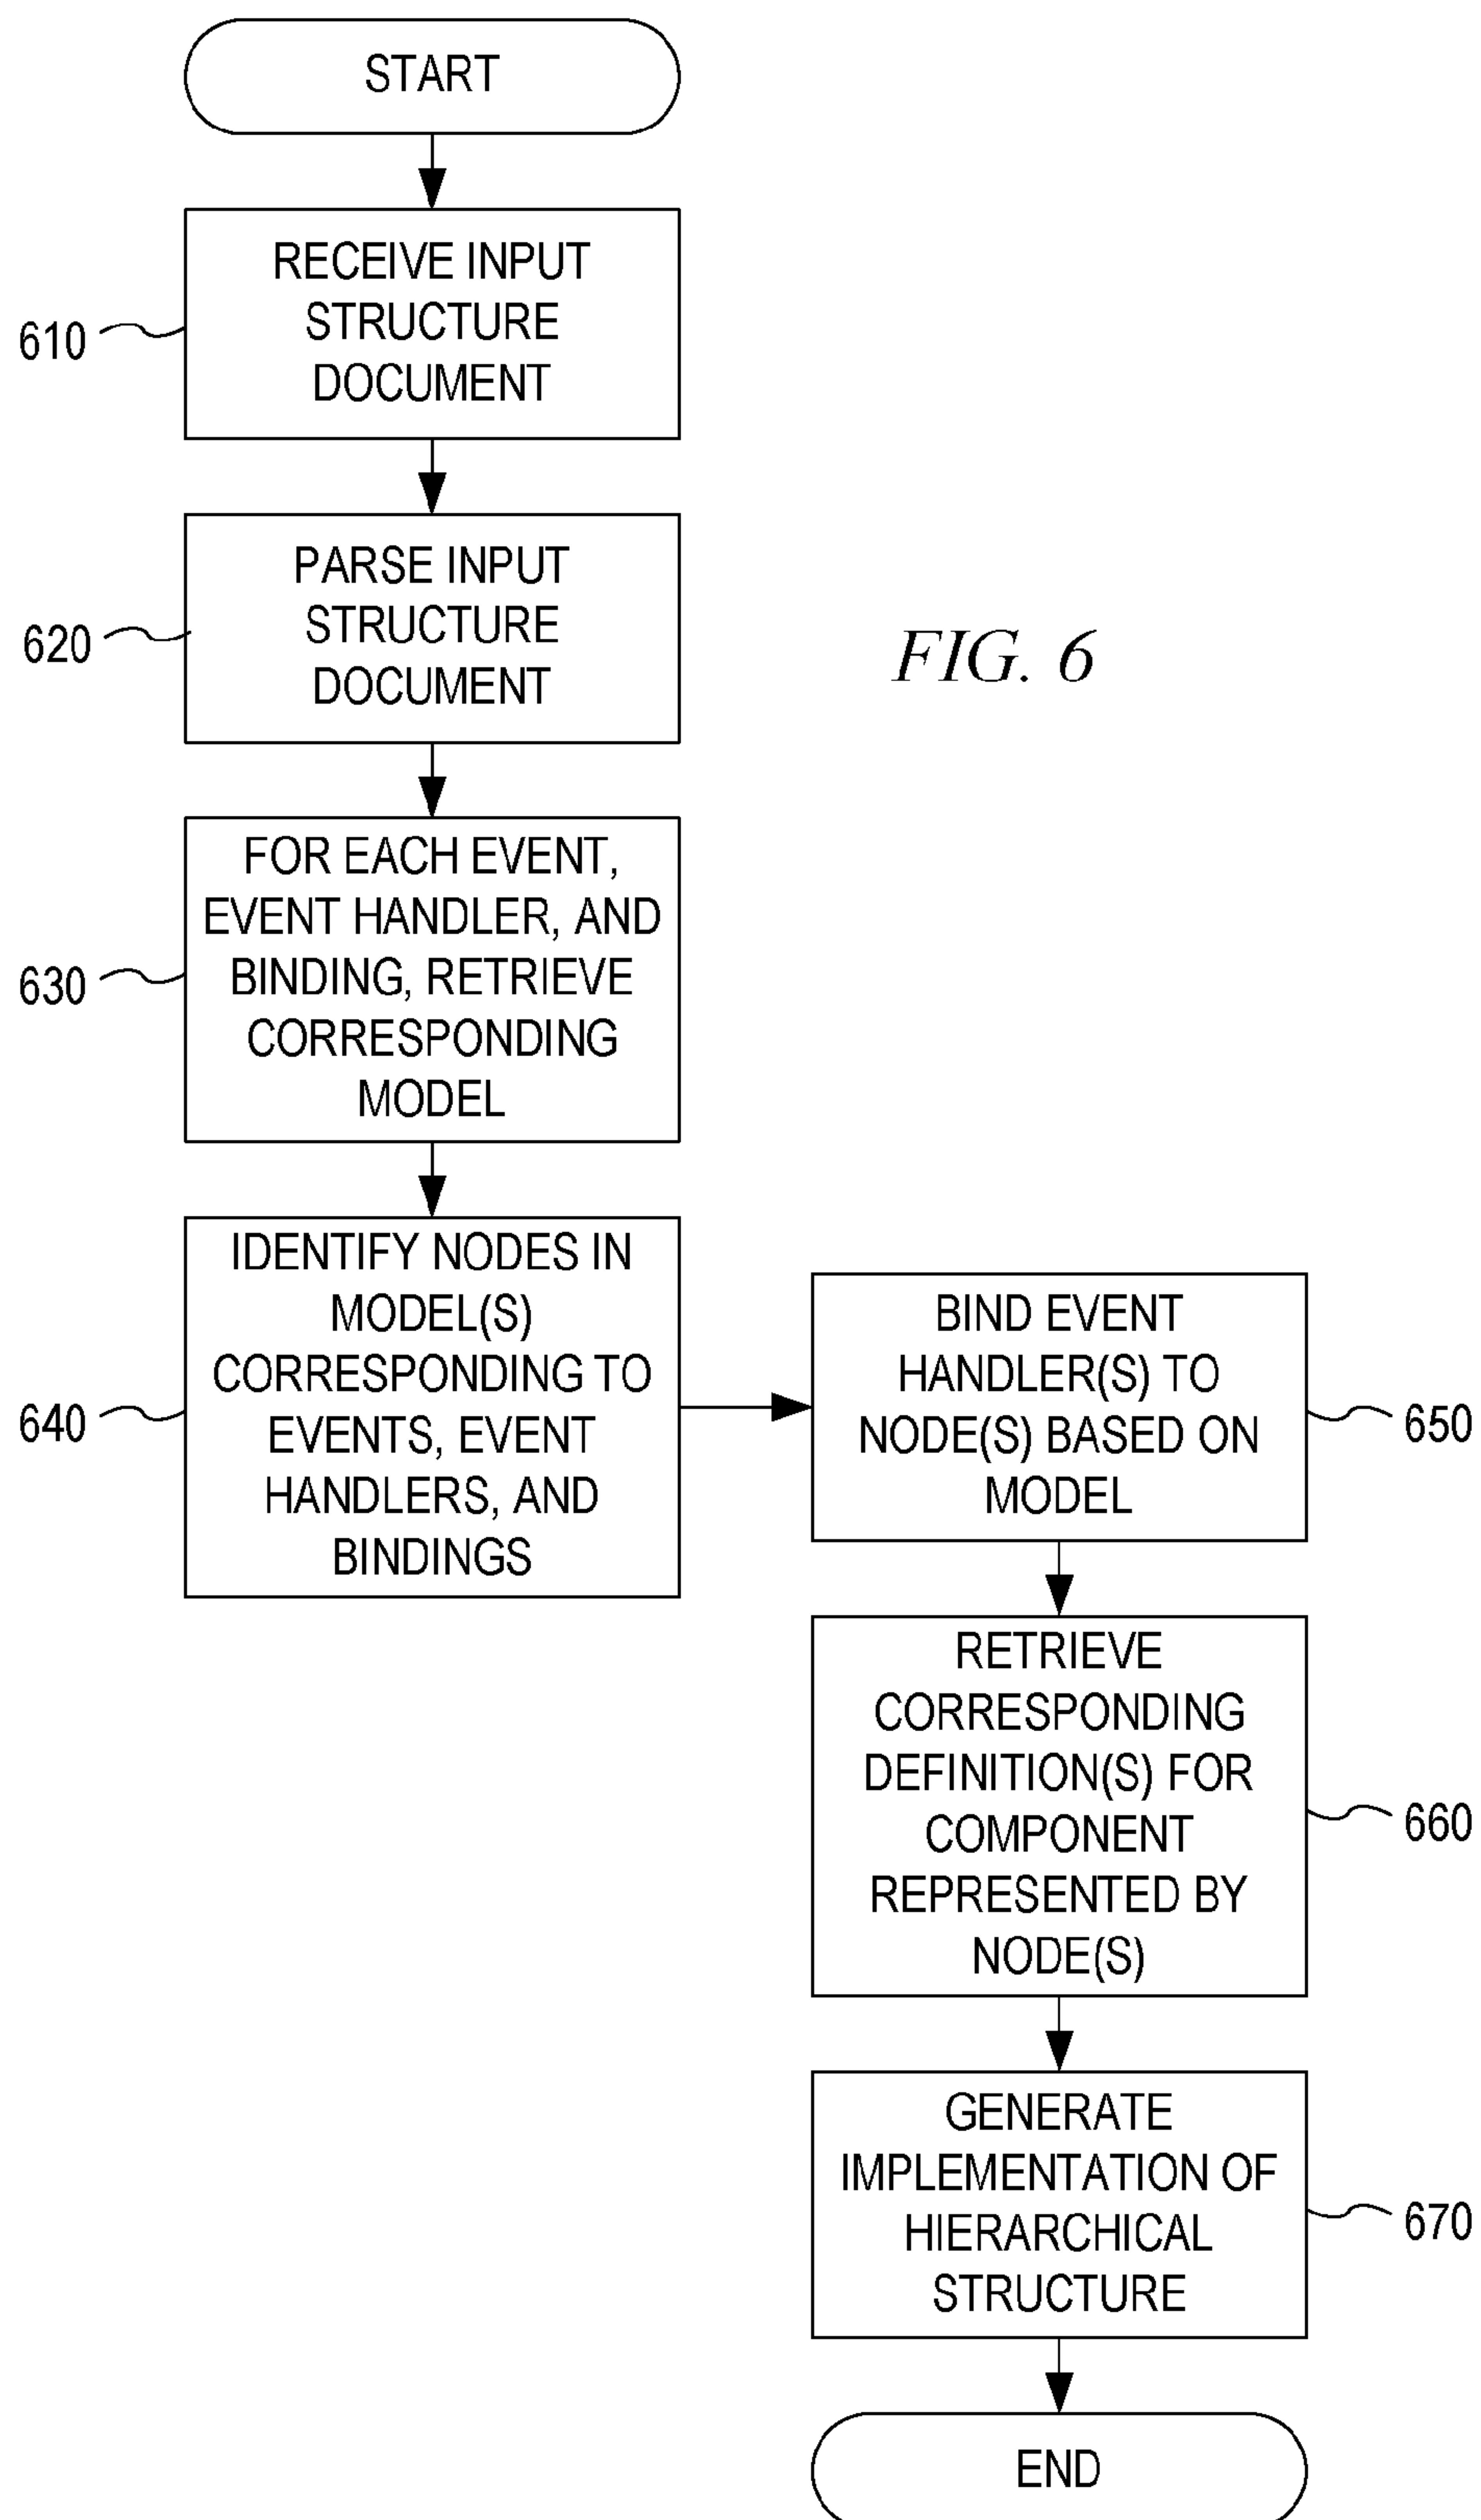 START
RECEIVE INPUT
STRUCTURE
DOCUMENT
610
PARSE INPUT
STRUCTURE
DOCUMENT
620
FIG. 6
FOR EACH EVENT,
EVENT HANDLER, AND
BINDING, RETRIEVE
CORRESPONDING
MODEL
630
IDENTIFY NODES IN
MODEL(S)
CORRESPONDING TO
EVENTS, EVENT
HANDLERS, AND
BINDINGS
640
BIND EVENT
HANDLER(S) TO
NODE(S) BASED ON
MODEL
650
RETRIEVE
CORRESPONDING
DEFINITION(S) FOR
COMPONENT
REPRESENTED BY
NODE(S)
660
GENERATE
IMPLEMENTATION OF
HIERARCHICAL
STRUCTURE
670
END